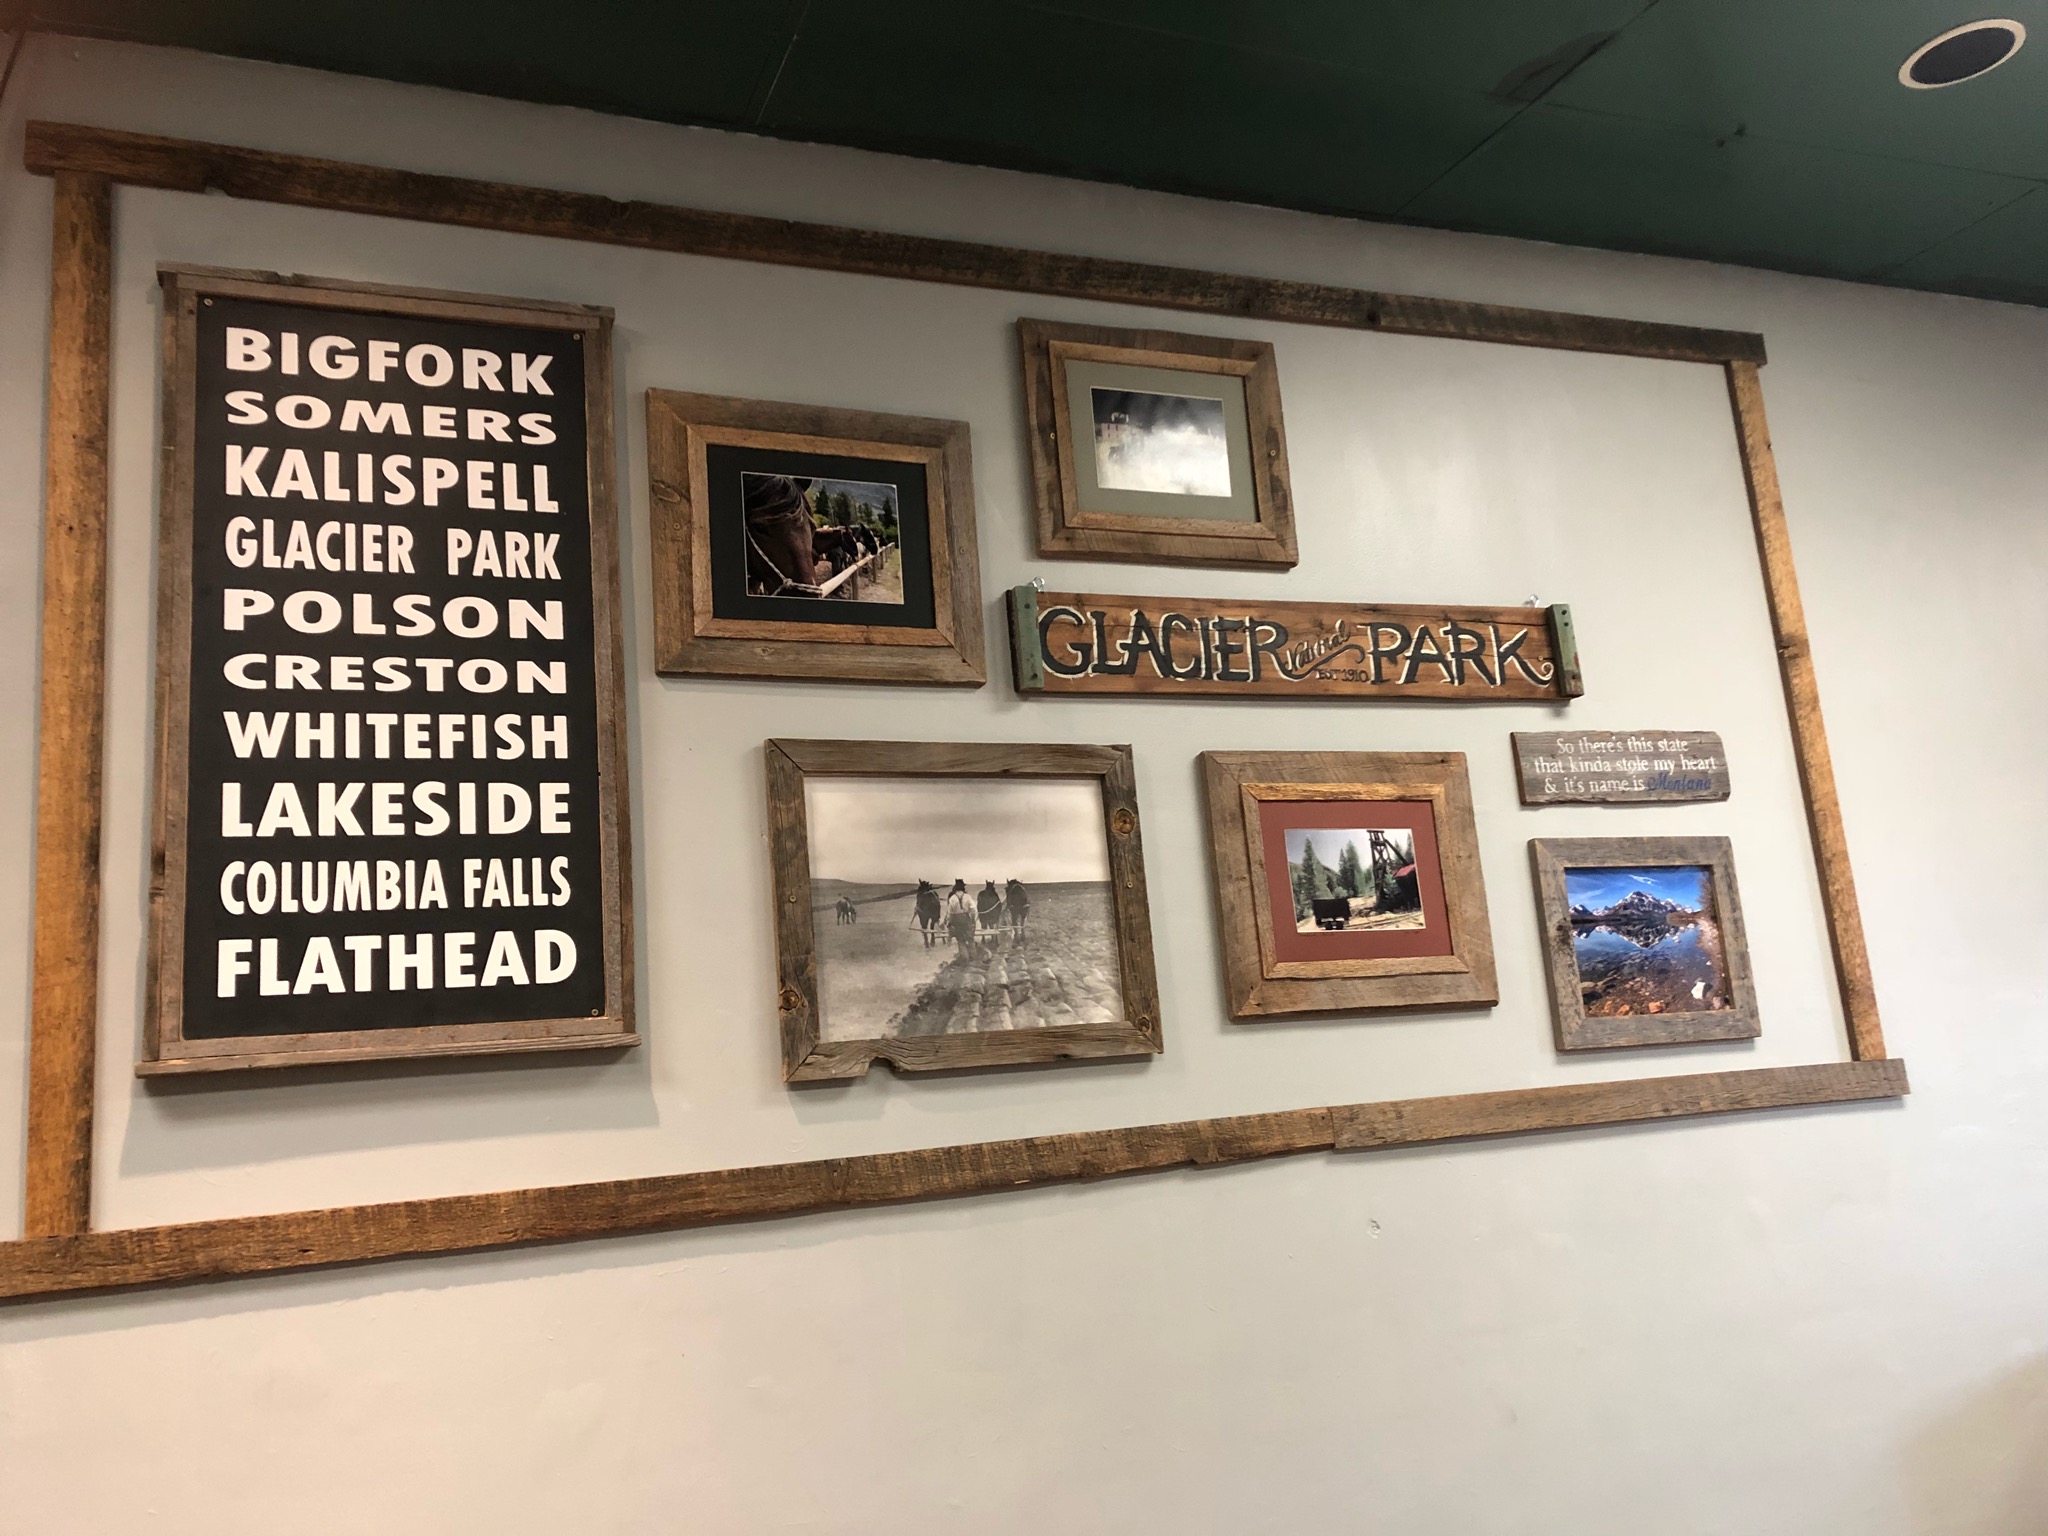 BIGFORK
SOMERS
KALISPELL
GLACIER PARK
POLSON
CRESTON
WHITEFISH
LAKESIDE
COLUMBIA FALLS
FLATHEAD
GLACIER National PARK
EST 1910
So there's this state
that kinda stole my heart
& it's name is Montana